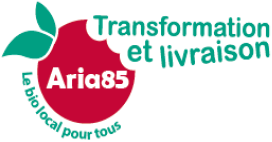 Transformation
et livraison
Aria85
Le bio local pour tous